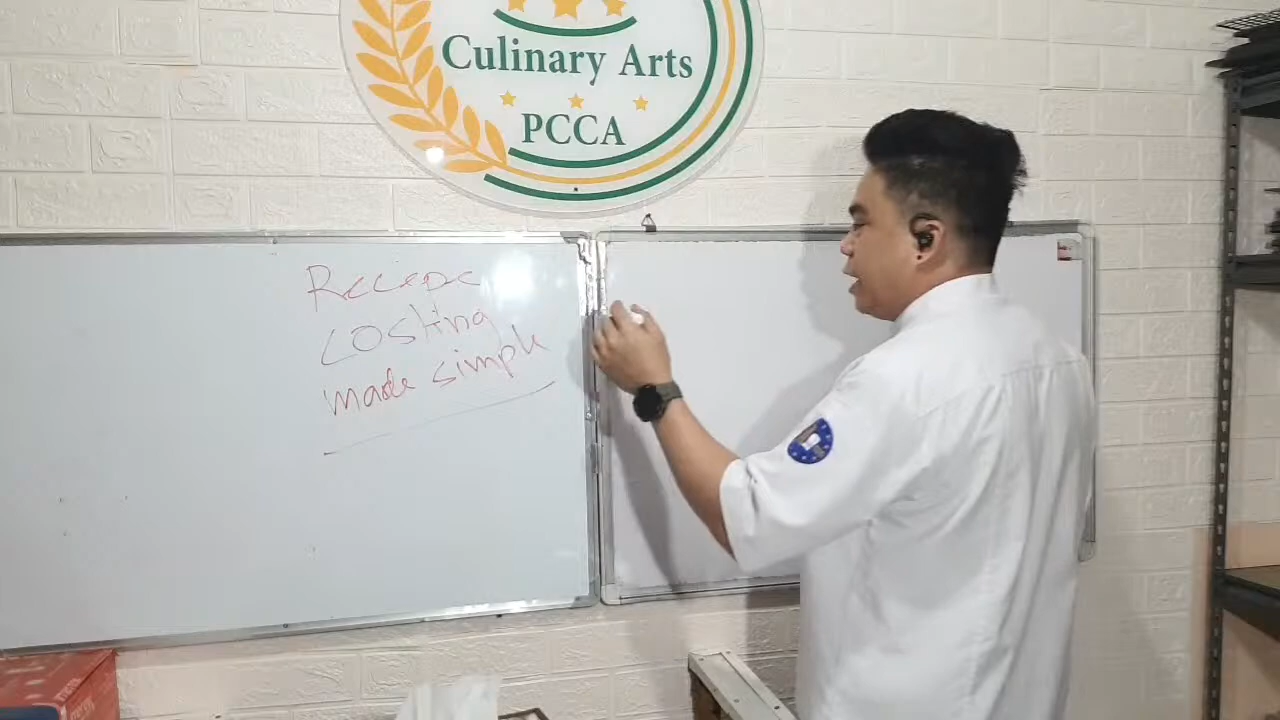 Culinary Arts
PCCA
Recipe
costing
made simple